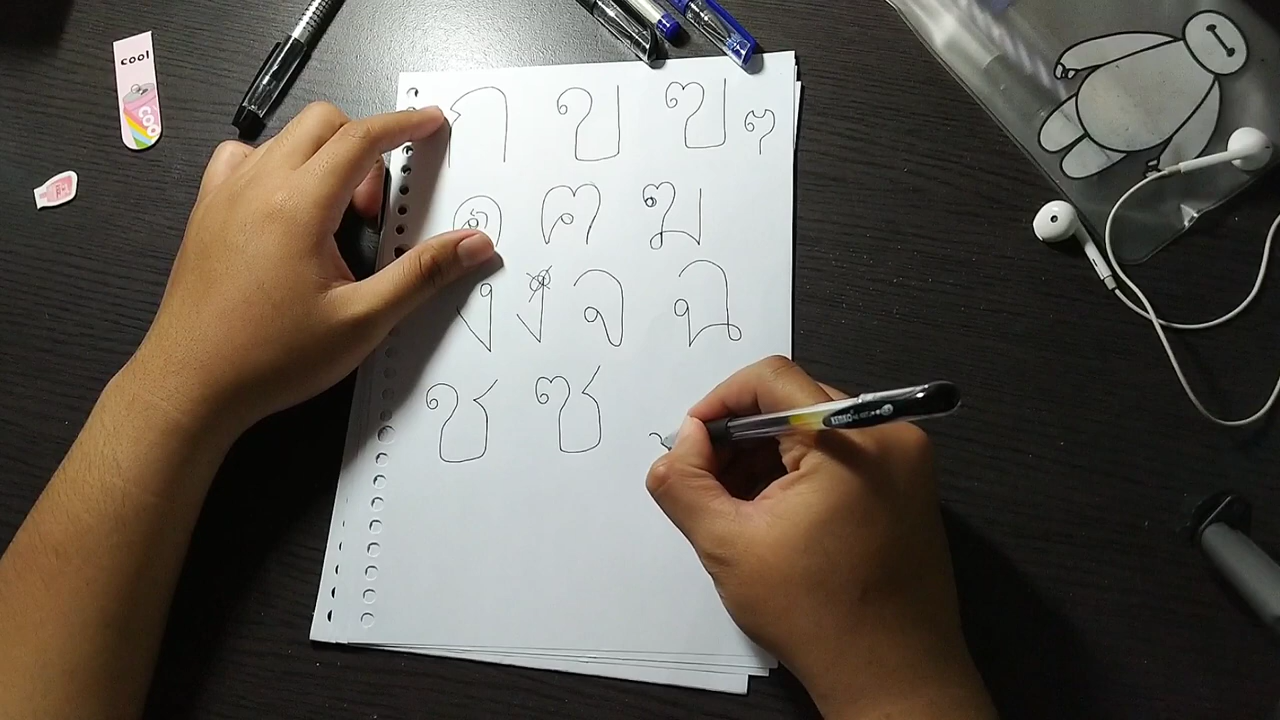 ก ข ฃ
ค ฅ ฆ
ง จ ฉ
ช ซ
cool